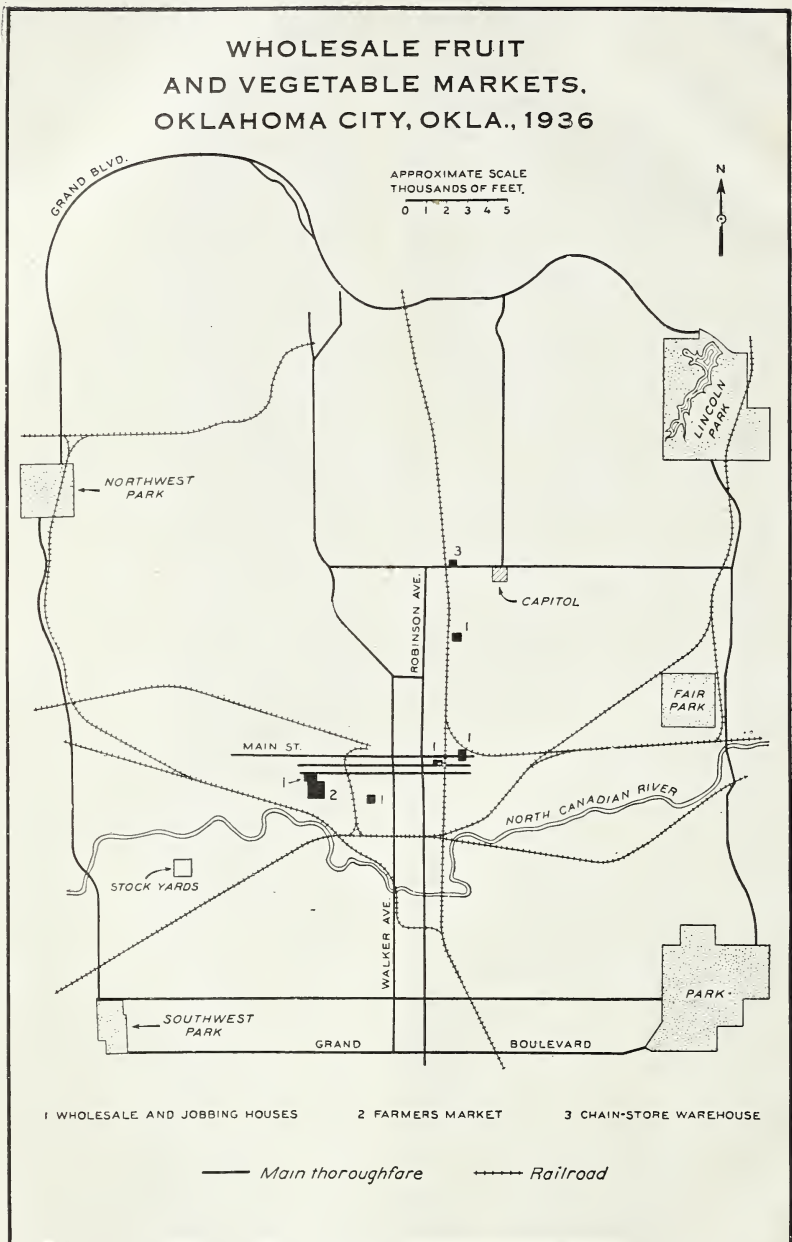 WHOLESALE FRUIT
AND VEGETABLE MARKETS,
OKLAHOMA CITY, OKLA., 1936
GRAND BLVD.
APPROXIMATE SCALE
THOUSANDS OF FEET.
0 1 2 3 4 5
N
LINCOLN
PARK
NORTHWEST
PARK
3
CAPITOL
ROBINSON AVE.
1
FAIR
PARK
MAIN ST.
1
1
1
2
1
NORTH CANADIAN RIVER
STOCK YARDS
WALKER AVE.
PARK
SOUTHWEST
PARK
GRAND BOULEVARD
1 WHOLESALE AND JOBBING HOUSES 2 FARMERS MARKET 3 CHAIN-STORE WAREHOUSE
Main thoroughfare Railroad